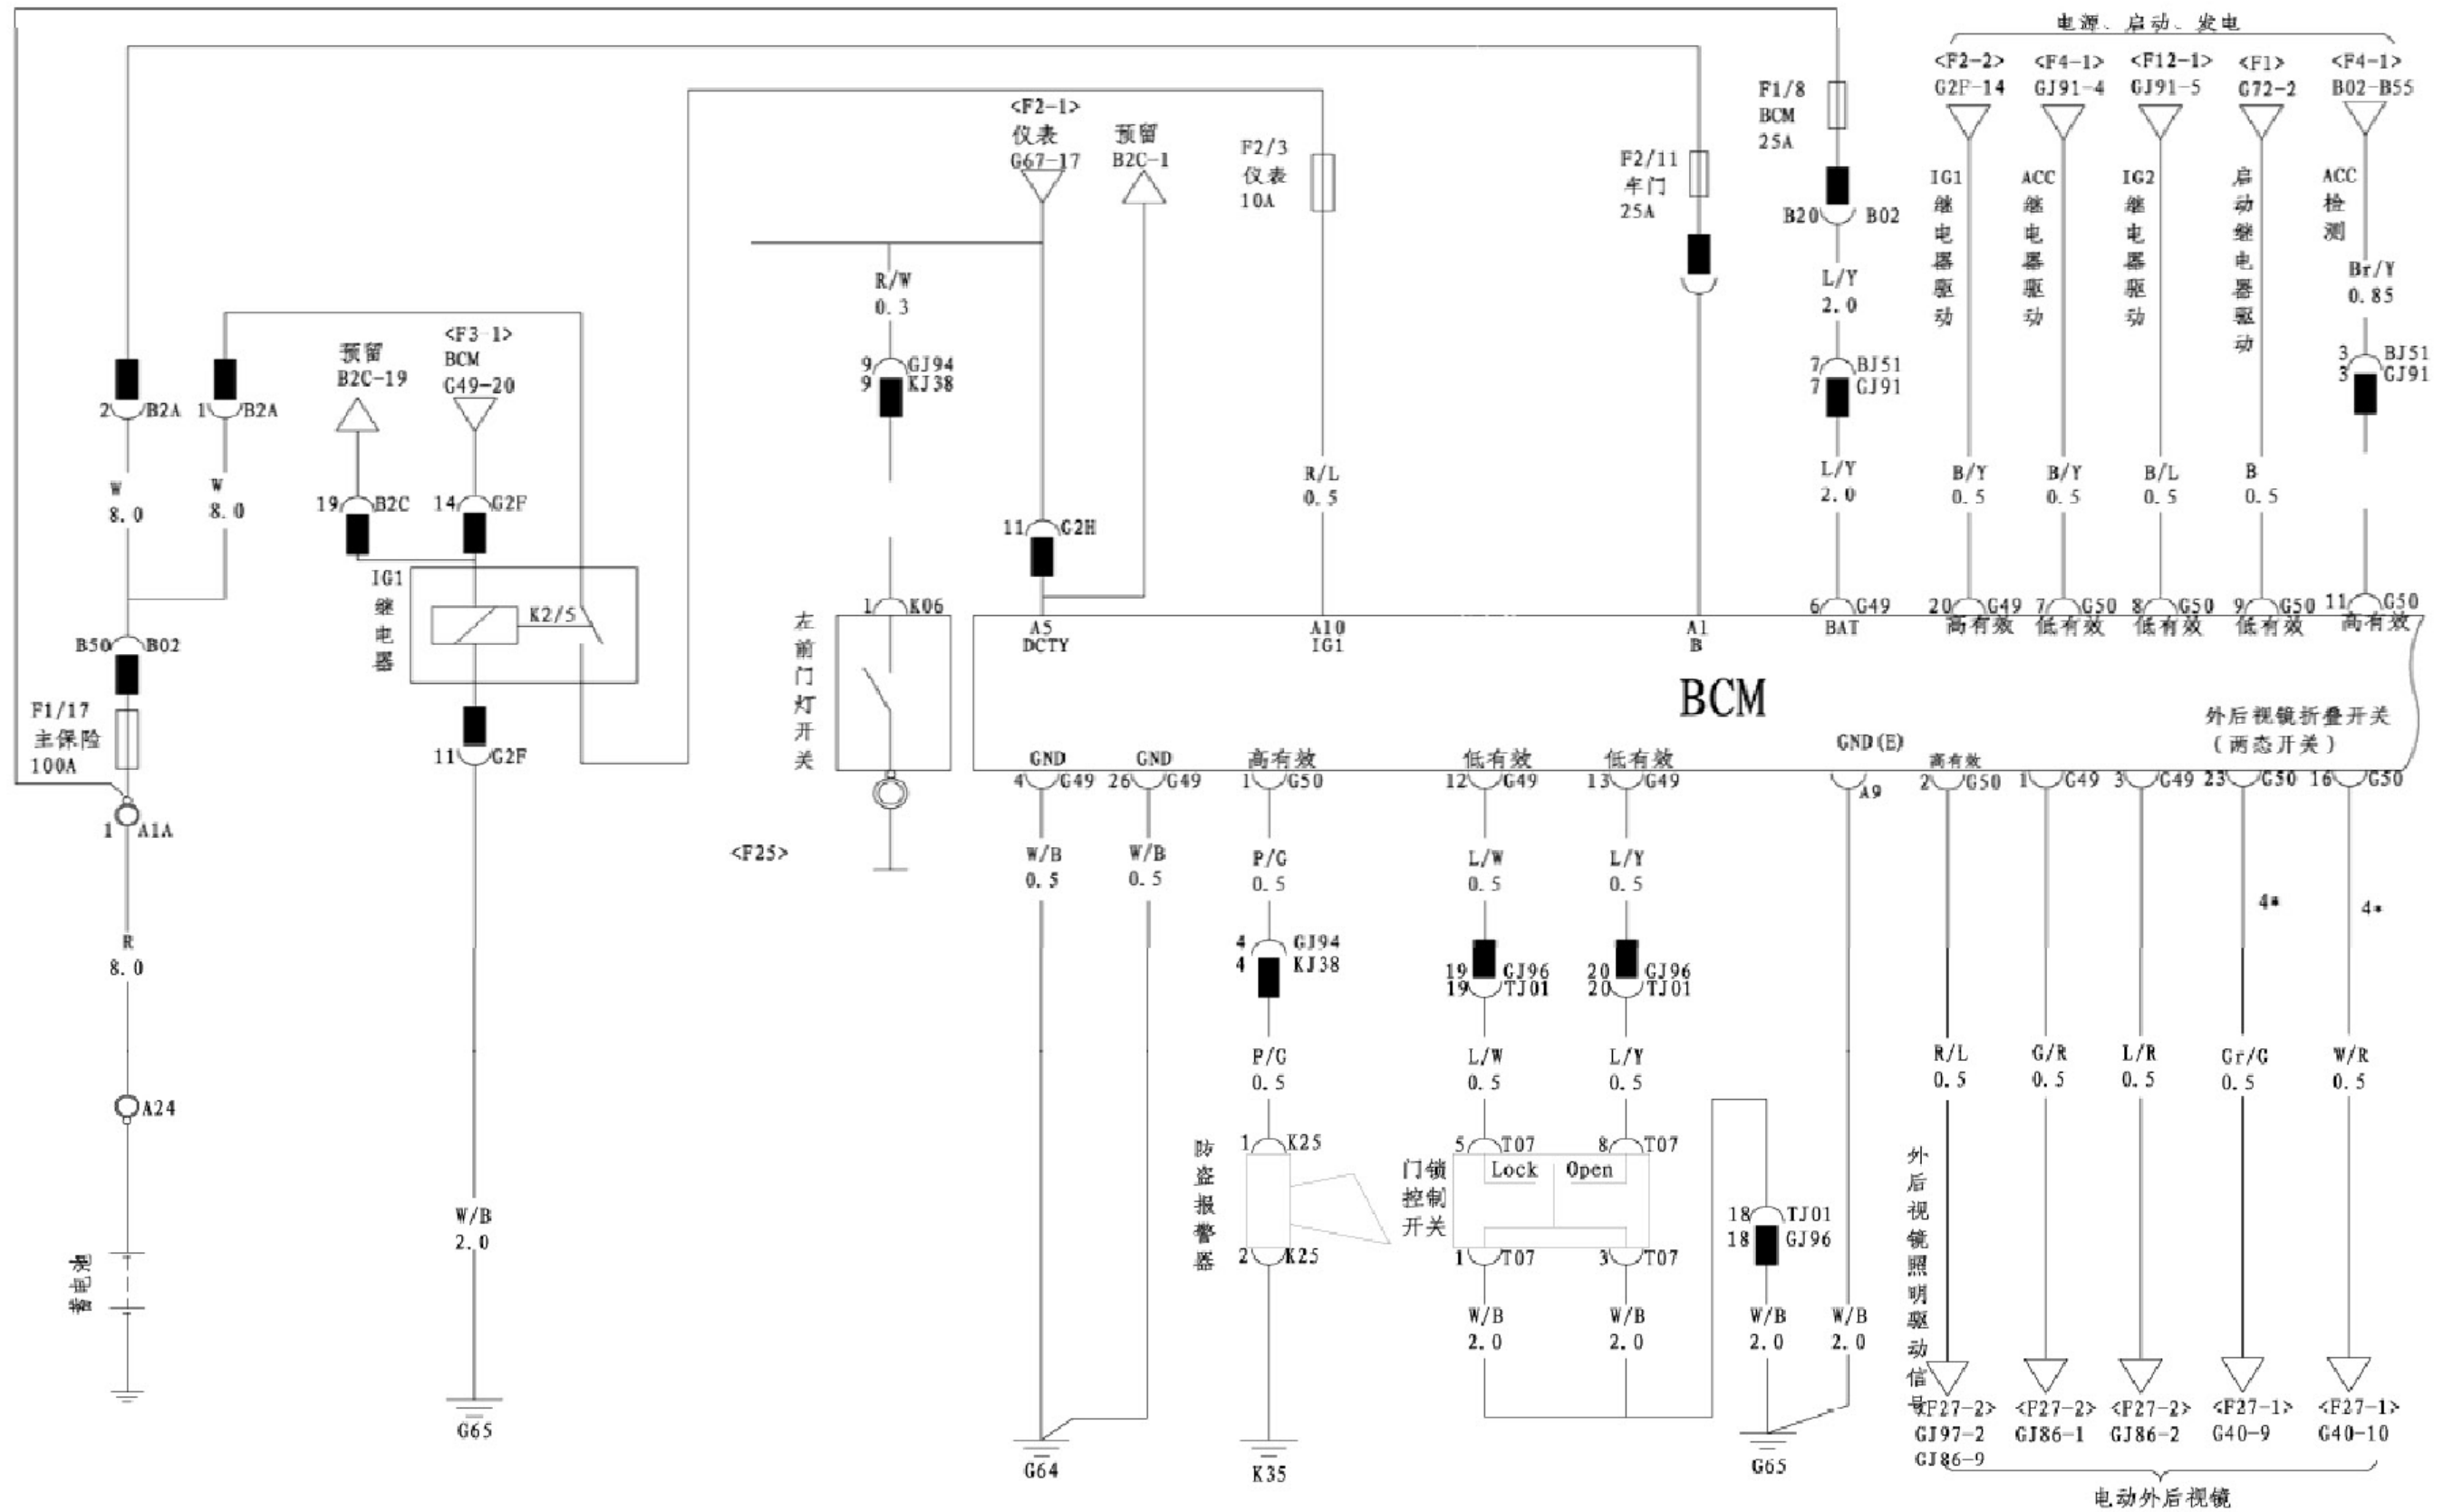 电源、启动、发电
<F2-2> <F4-1> <F12-1> <F1> <F4-1>
G2F-14 GJ91-4 GJ91-5 G72-2 B02-B55
F1/8
BCM
25A
<F2-1>
仪表
G67-17
预留
B2C-1
F2/3
仪表
10A
F2/11
车门
25A
IG1继电器驱动
ACC继电器驱动
IG2继电器驱动
启动继电器驱动
ACC检测
B20 B02
R/W
0.3
L/Y
2.0
Br/Y
0.85
<F3-1>
BCM
G49-20
预留
B2C-19
9 GJ94
9 KJ38
7 BJ51
7 GJ91
3 BJ51
3 GJ91
2 B2A 1 B2A
W
8.0
W
8.0
19 B2C 14 G2F
11 G2H
R/L
0.5
L/Y
2.0
B/Y
0.5
B/Y
0.5
B/L
0.5
B
0.5
IG1继电器
K2/5
1 K06
左前门灯开关
6 G49 20 G49 7 G50 8 G50 9 G50 11 G50
A5
DCTY
A10
IG1
A1
B
BAT 高有效 低有效 低有效 低有效 高有效
B50 B02
BCM
F1/17
主保险
100A
11 G2F
外后视镜折叠开关
(两态开关)
GND GND 高有效 低有效 低有效 GND(E) 高有效
4 G49 26 G49 1 G50 12 G49 13 G49 A9 2 G50 1 G49 3 G49 23 G50 16 G50
1 A1A
<F25>
W/B
0.5
W/B
0.5
P/G
0.5
L/W
0.5
L/Y
0.5
4* 4*
R
8.0
4 GJ94
4 KJ38
19 GJ96
19 TJ01
20 GJ96
20 TJ01
P/G
0.5
L/W
0.5
L/Y
0.5
R/L
0.5
G/R
0.5
L/R
0.5
Gr/G
0.5
W/R
0.5
A24
1 K25
防盗报警器
2 K25
5 T07 8 T07
Lock Open
门锁
控制
开关
1 T07 3 T07
18 TJ01
18 GJ96
外后视镜照明驱动信号
W/B
2.0
蓄电池
W/B
2.0
W/B
2.0
W/B
2.0
W/B
2.0
G65
G64
K35
G65
<F27-2> <F27-2> <F27-2> <F27-1> <F27-1>
GJ97-2 GJ86-1 GJ86-2 G40-9 G40-10
GJ86-9
电动外后视镜